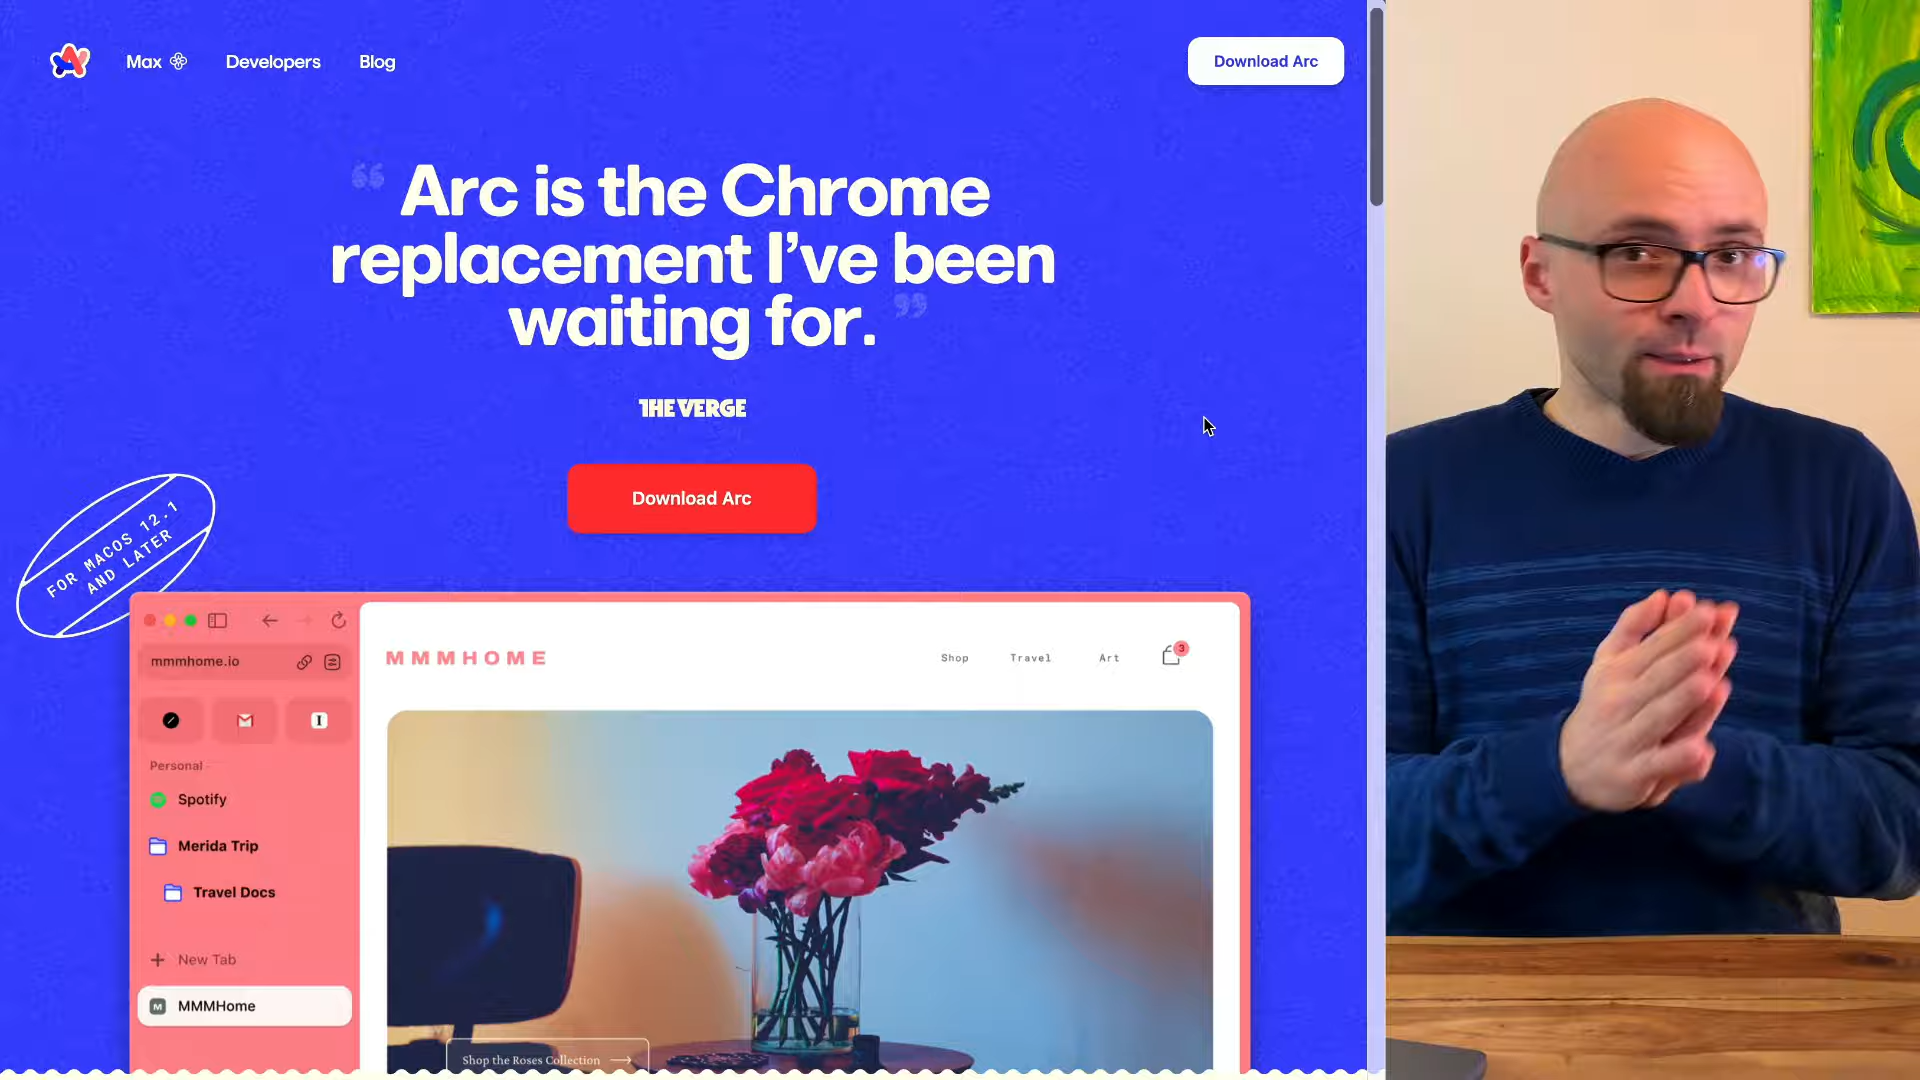 Max
Developers
Blog
Download Arc
“ Arc is the Chrome
replacement I’ve been
waiting for. ”
THE VERGE
Download Arc
FOR MACOS 12.1
AND LATER
mmmhome.io
MMMHOME
Shop
Travel
Art
3
I
Personal
Spotify
Merida Trip
Travel Docs
New Tab
M
MMMHome
Shop the Roses Collection